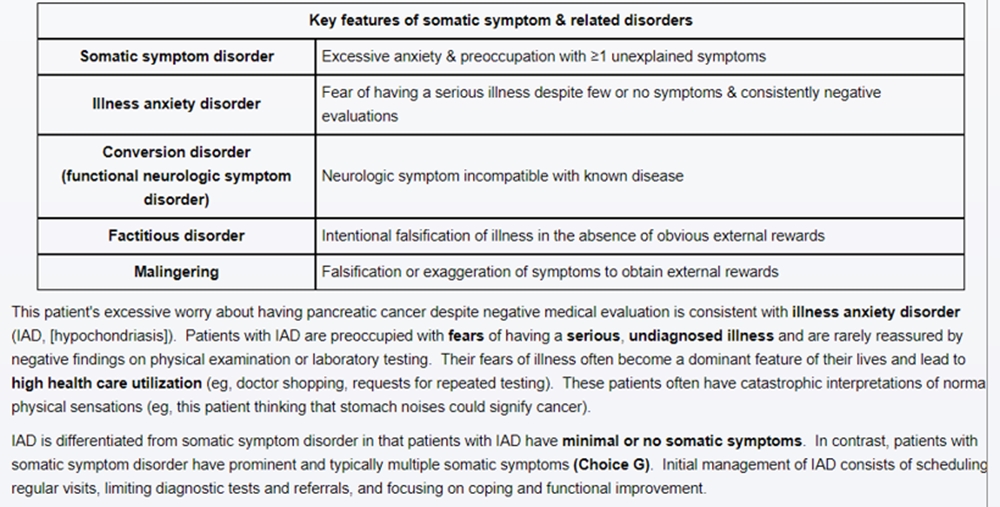 Key features of somatic symptom & related disorders
Somatic symptom disorder
Excessive anxiety & preoccupation with ≥1 unexplained symptoms
Illness anxiety disorder
Fear of having a serious illness despite few or no symptoms & consistently negative
evaluations
Conversion disorder
(functional neurologic symptom
disorder)
Neurologic symptom incompatible with known disease
Factitious disorder
Intentional falsification of illness in the absence of obvious external rewards
Malingering
Falsification or exaggeration of symptoms to obtain external rewards
This patient's excessive worry about having pancreatic cancer despite negative medical evaluation is consistent with illness anxiety disorder
(IAD, [hypochondriasis]). Patients with IAD are preoccupied with fears of having a serious, undiagnosed illness and are rarely reassured by
negative findings on physical examination or laboratory testing. Their fears of illness often become a dominant feature of their lives and lead to
high health care utilization (eg, doctor shopping, requests for repeated testing). These patients often have catastrophic interpretations of norma
physical sensations (eg, this patient thinking that stomach noises could signify cancer).
IAD is differentiated from somatic symptom disorder in that patients with IAD have minimal or no somatic symptoms. In contrast, patients with
somatic symptom disorder have prominent and typically multiple somatic symptoms (Choice G). Initial management of IAD consists of scheduling
regular visits, limiting diagnostic tests and referrals, and focusing on coping and functional improvement.